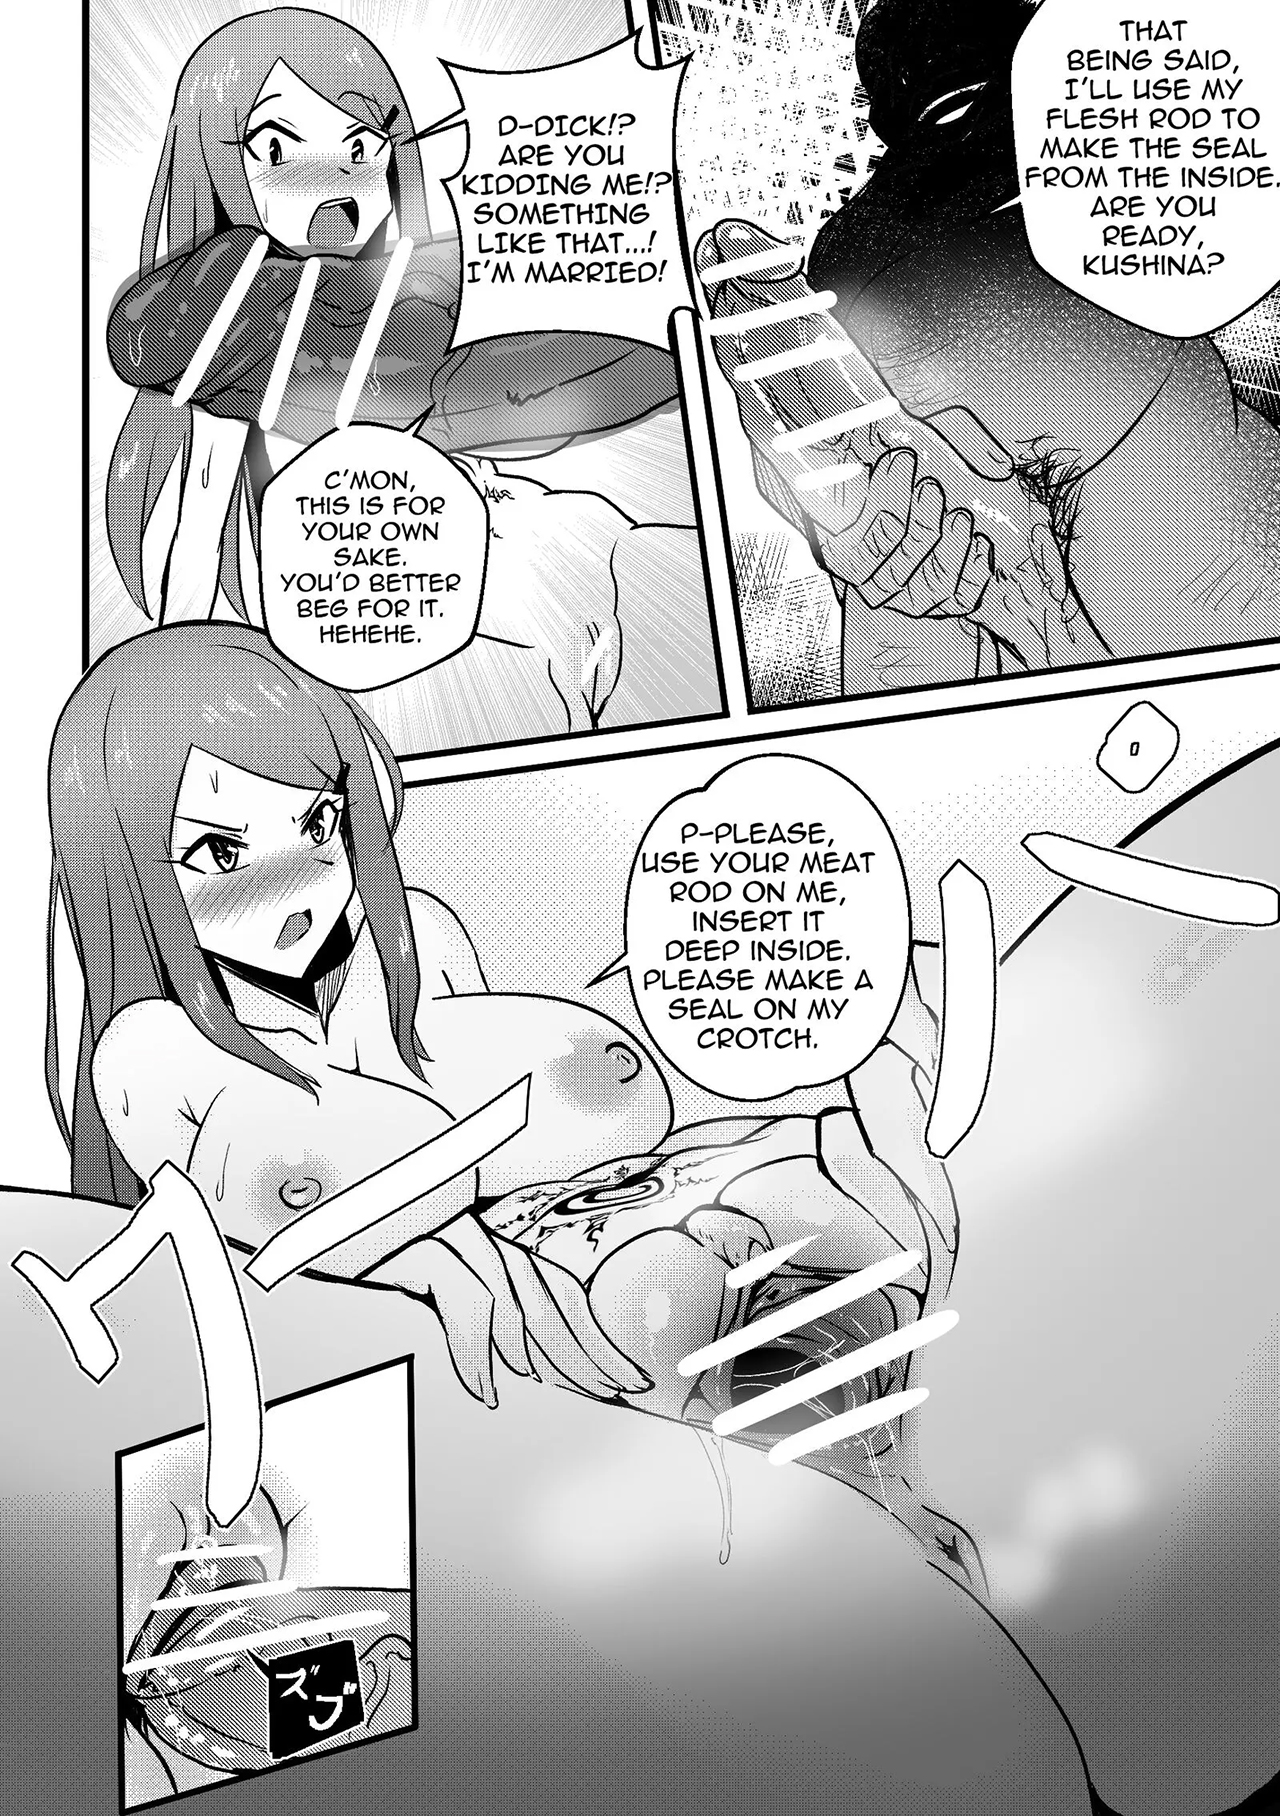 THAT
BEING SAID,
I'LL USE MY
FLESH ROD TO
MAKE THE SEAL
FROM THE INSIDE.
ARE YOU
READY,
KUSHINA?
D-DICK!?
ARE YOU
KIDDING ME!?
SOMETHING
LIKE THAT...!
I'M MARRIED!
C'MON,
THIS IS FOR
YOUR OWN
SAKE.
YOU'D BETTER
BEG FOR IT.
HEHEHE.
P-PLEASE,
USE YOUR MEAT
ROD ON ME,
INSERT IT
DEEP INSIDE.
PLEASE MAKE A
SEAL ON MY
CROTCH.
ズブ